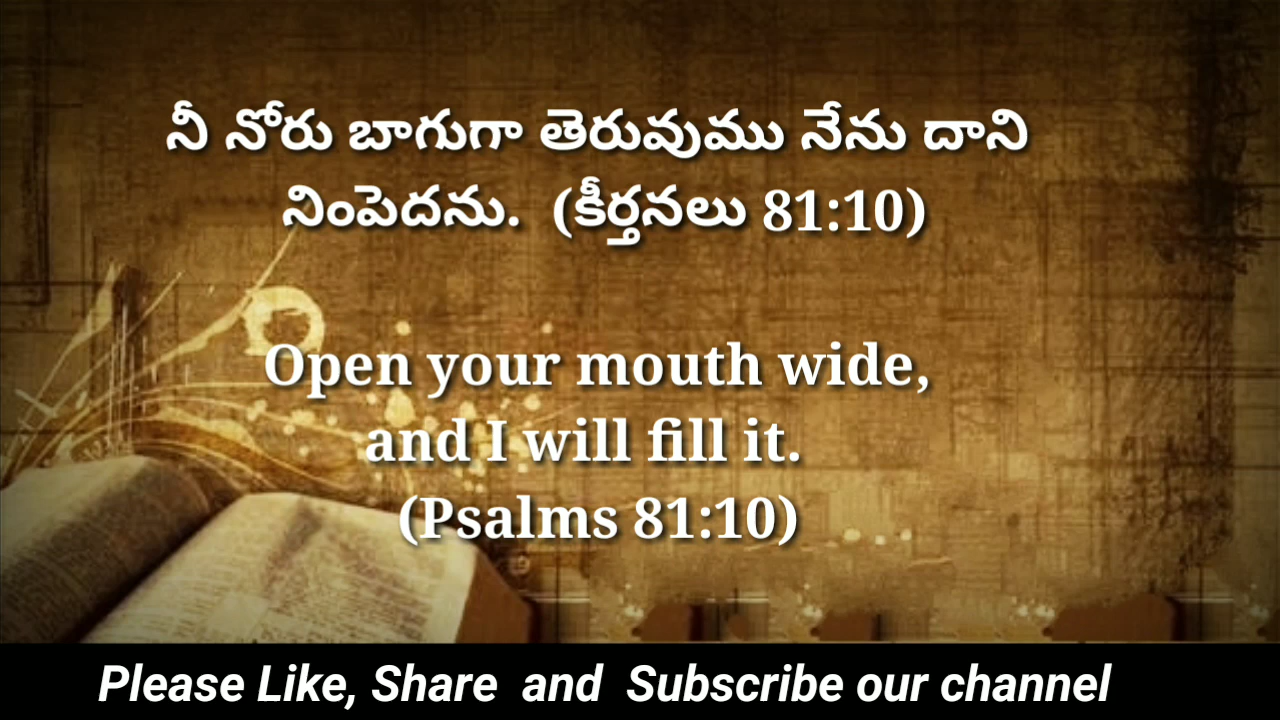 నీ నోరు బాగుగా తెరువుము నేను దాని
నింపెదను. (కీర్తనలు 81:10)
Open your mouth wide,
and I will fill it.
(Psalms 81:10)
Please Like, Share and Subscribe our channel